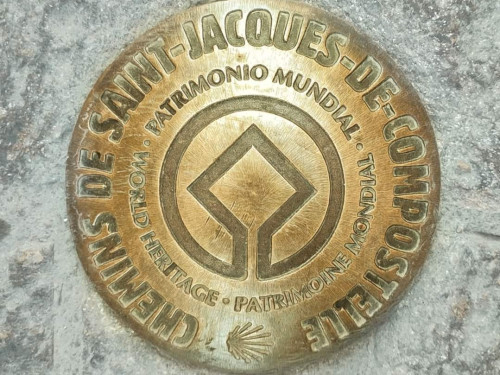 CHEMINS DE SAINT-JACQUES-DE-COMPOSTELLE
WORLD HERITAGE · PATRIMONIO MUNDIAL · PATRIMOINE MONDIAL ·